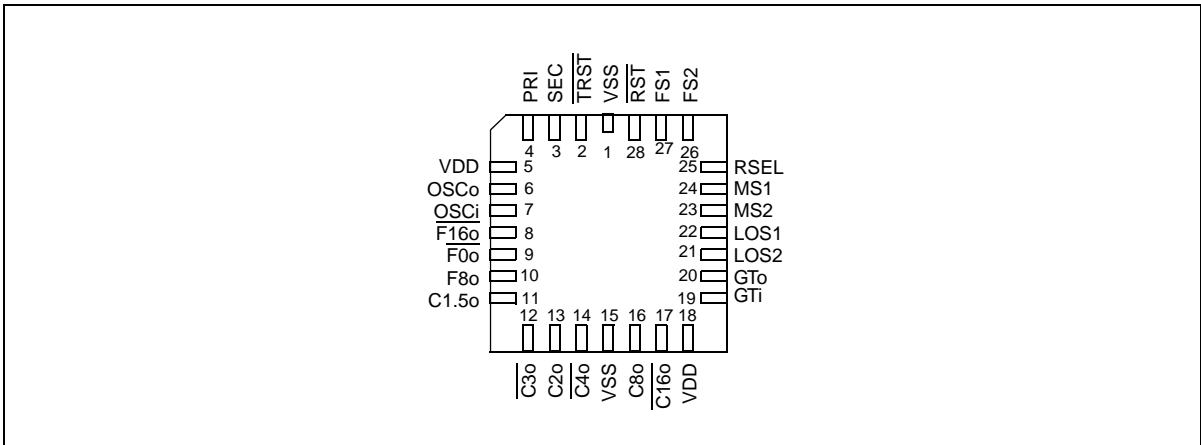 PRI SEC TRST VSS RST FS1 FS2
4 3 2 1 28 27 26
VDD 5 25 RSEL
OSCo 6 24 MS1
OSCi 7 23 MS2
F16o 8 22 LOS1
F0o 9 21 LOS2
F8o 10 20 GTo
C1.5o 11 19 GTi
12 13 14 15 16 17 18
C3o C2o C4o VSS C8o C16o VDD